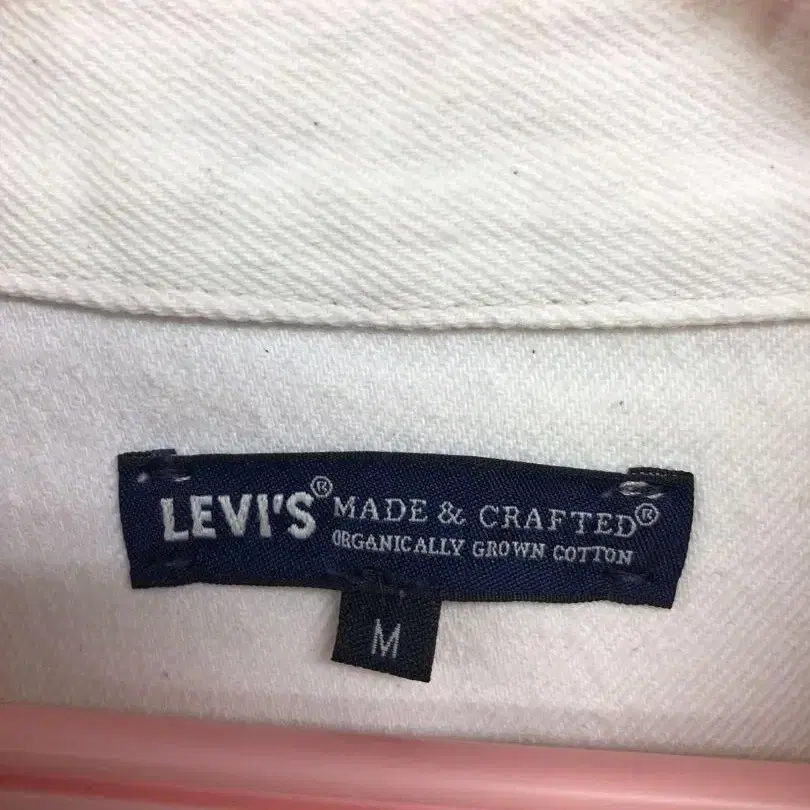 LEVI'S® MADE & CRAFTED®
ORGANICALLY GROWN COTTON
M